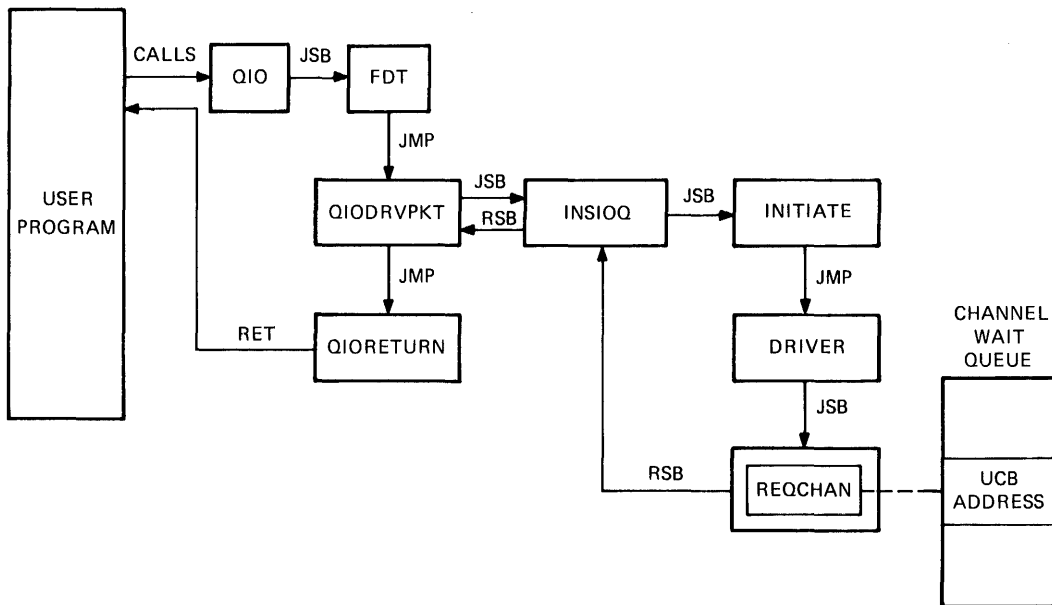 CALLS
QIO
JSB
FDT
JMP
USER
PROGRAM
QIODRVPKT
JSB
RSB
INSIOQ
JSB
INITIATE
JMP
JMP
RET
QIORETURN
DRIVER
CHANNEL
WAIT
QUEUE
JSB
RSB
REQCHAN
UCB
ADDRESS